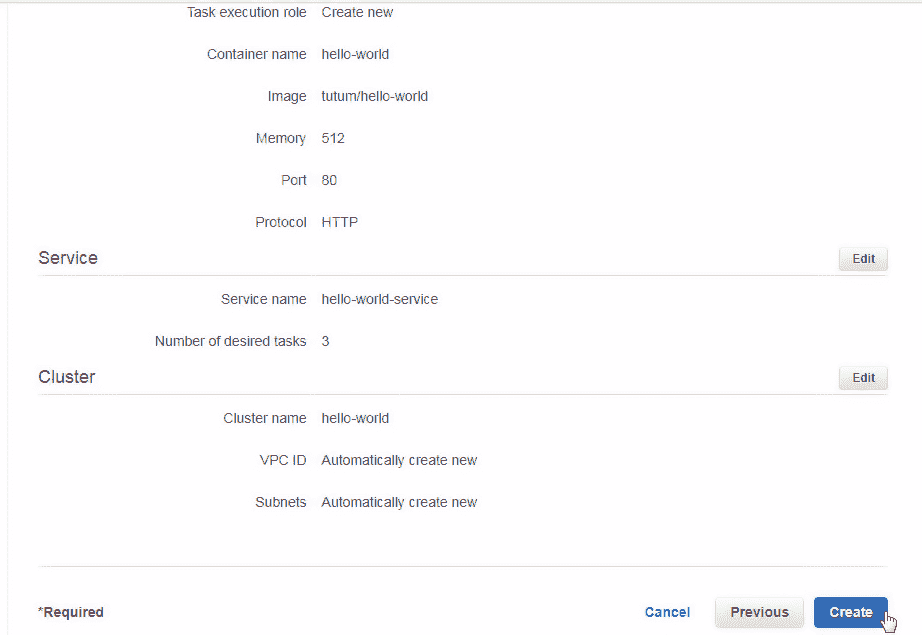 Task execution role Create new
Container name hello-world
Image tutum/hello-world
Memory 512
Port 80
Protocol HTTP
Service Edit
Service name hello-world-service
Number of desired tasks 3
Cluster Edit
Cluster name hello-world
VPC ID Automatically create new
Subnets Automatically create new
*Required Cancel Previous Create